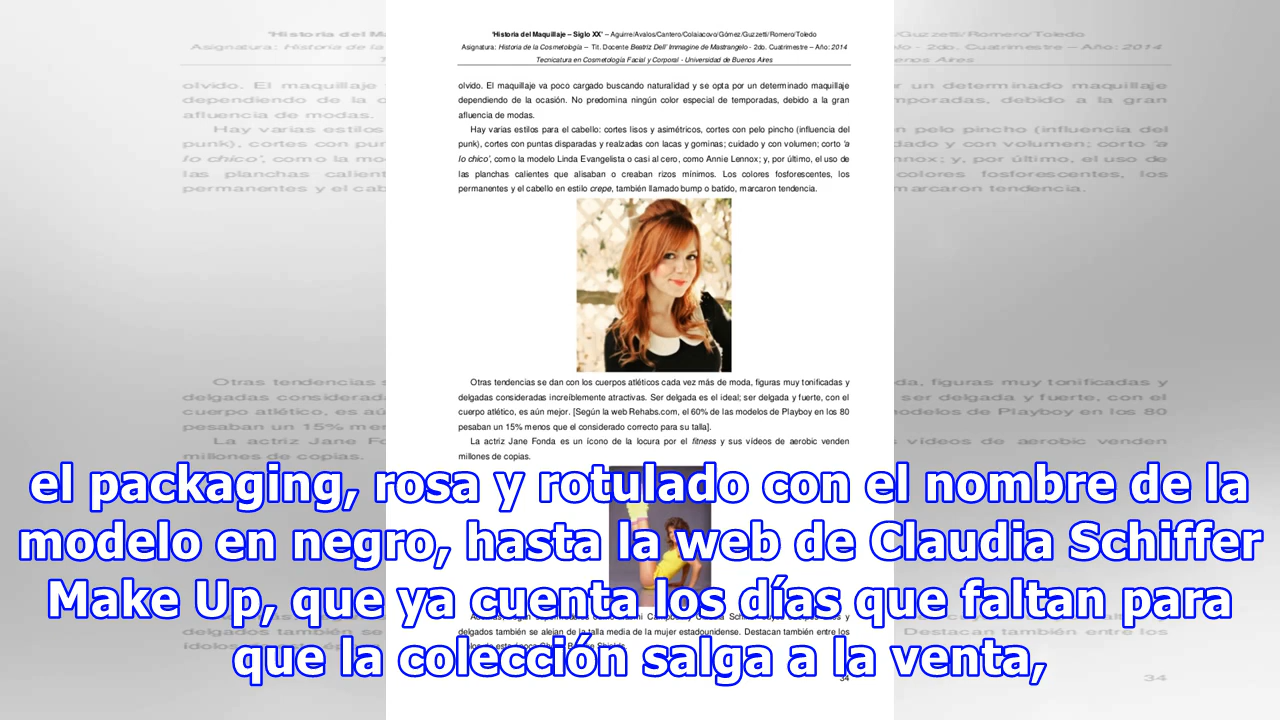 'Historia del Maquillaje – Siglo XX' – Aguirre/Avalos/Cantero/Colaiacovo/Gómez/Guzzetti/Romero/Toledo
Asignatura: Historia de la Cosmetología – Tit. Docente Beatriz Dell' Immagine de Mastrangelo - 2do. Cuatrimestre – Año: 2014
Tecnicatura en Cosmetología Facial y Corporal - Universidad de Buenos Aires
olvido. El maquillaje va poco cargado buscando naturalidad y se opta por un determinado maquillaje
dependiendo de la ocasión. No predomina ningún color especial de temporadas, debido a la gran
afluencia de modas.
Hay varias estilos para el cabello: cortes lisos y asimétricos, cortes con pelo pincho (influencia del
punk), cortes con puntas disparadas y realzadas con lacas y gominas; cuidado y con volumen; corto 'a
lo chico', como la modelo Linda Evangelista o casi al cero, como Annie Lennox; y, por último, el uso de
las planchas calientes que alisaban o creaban rizos mínimos. Los colores fosforescentes, los
permanentes y el cabello en estilo crepe, también llamado bump o batido, marcaron tendencia.
Otras tendencias se dan con los cuerpos atléticos cada vez más de moda, figuras muy tonificadas y
delgadas consideradas increíblemente atractivas. Ser delgada es el ideal; ser delgada y fuerte, con el
cuerpo atlético, es aún mejor. [Según la web Rehabs.com, el 60% de las modelos de Playboy en los 80
pesaban un 15% menos que el considerado correcto para su talla].
La actriz Jane Fonda es un ícono de la locura por el fitness y sus vídeos de aerobic venden
millones de copias.
el packaging, rosa y rotulado con el nombre de la
modelo en negro, hasta la web de Claudia Schiffer
Make Up, que ya cuenta los días que faltan para
que la colección salga a la venta,
delgados también se alejan de la talla media de la mujer estadounidense. Destacan también entre los
34